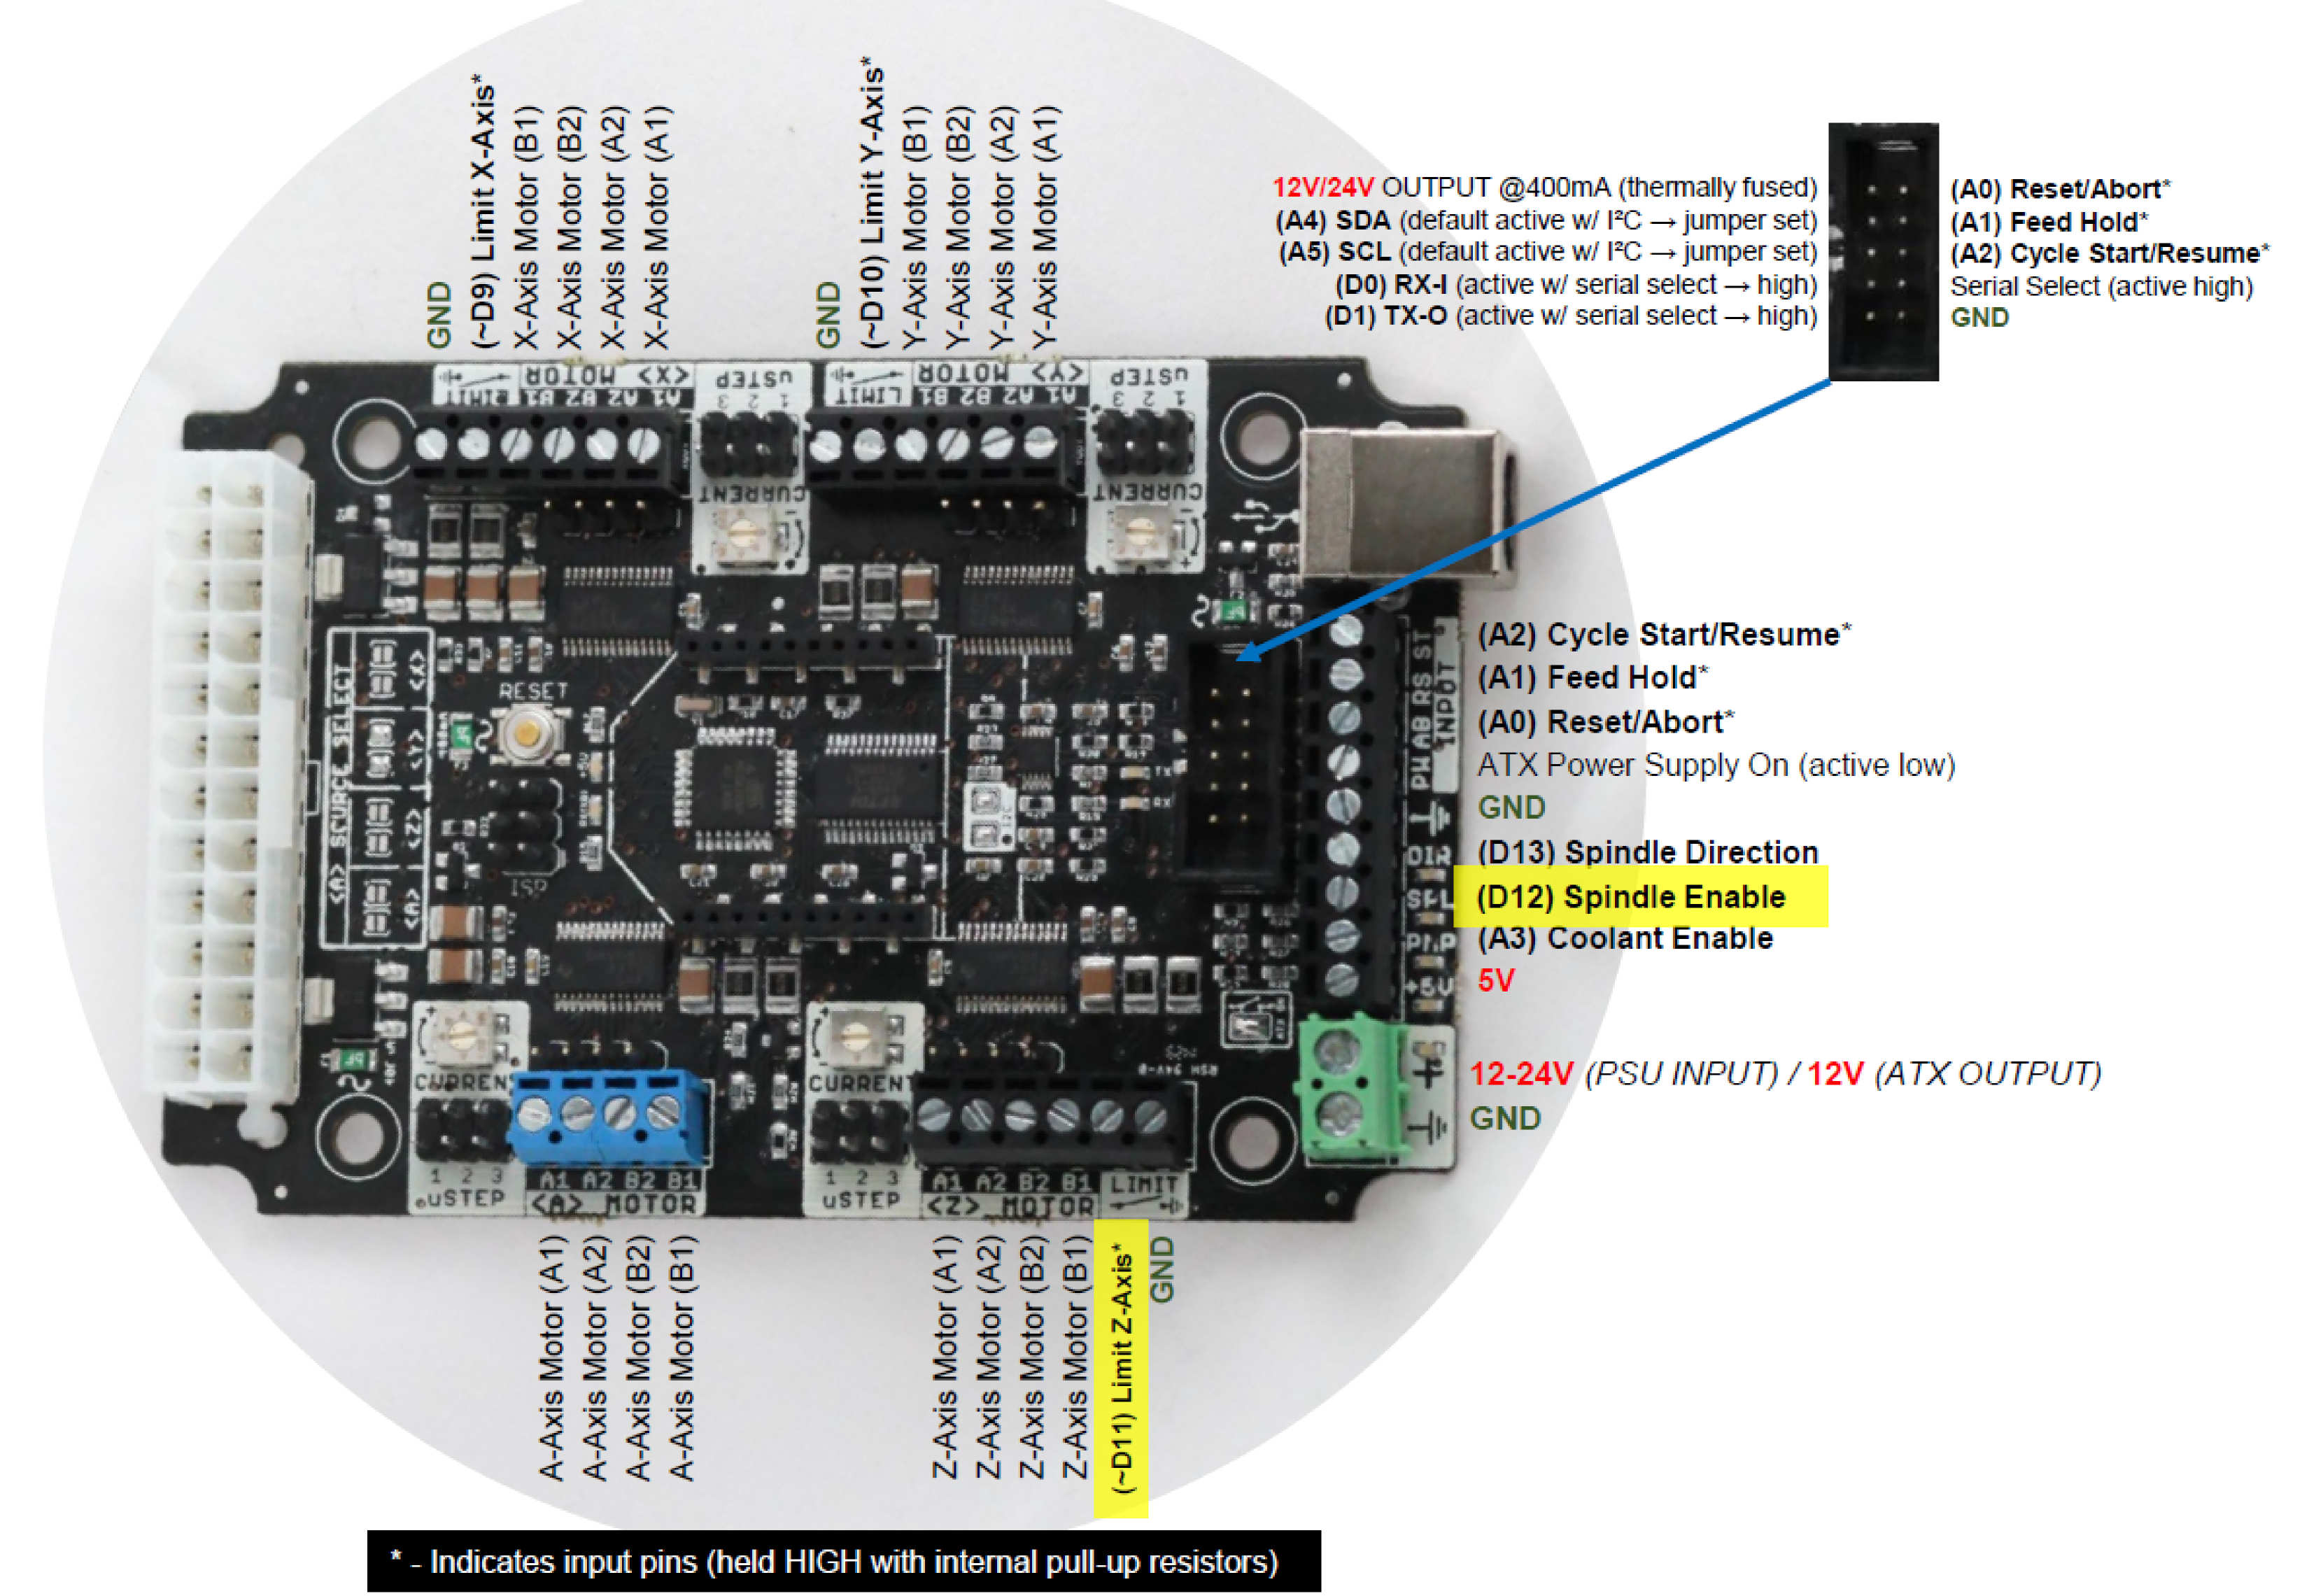 GND
(~D9) Limit X-Axis*
X-Axis Motor (B1)
X-Axis Motor (B2)
X-Axis Motor (A2)
X-Axis Motor (A1)
GND
(~D10) Limit Y-Axis*
Y-Axis Motor (B1)
Y-Axis Motor (B2)
Y-Axis Motor (A2)
Y-Axis Motor (A1)
12V/24V OUTPUT @400mA (thermally fused)
(A4) SDA (default active w/ I²C → jumper set)
(A5) SCL (default active w/ I²C → jumper set)
(D0) RX-I (active w/ serial select → high)
(D1) TX-O (active w/ serial select → high)
(A0) Reset/Abort*
(A1) Feed Hold*
(A2) Cycle Start/Resume*
Serial Select (active high)
GND
LIMIT
MOTOR <X>
B1 B2 A2 A1
uSTEP
3 2 1
CURRENT
LIMIT
MOTOR <Y>
B1 B2 A2 A1
uSTEP
3 2 1
CURRENT
<A> SOURCE SELECT
<X>
<Y>
<Z>
<A>
RESET
+5V
TX
RX
I2C
INPUT
ST
RS
AB
PW
DIR
+5V
(A2) Cycle Start/Resume*
(A1) Feed Hold*
(A0) Reset/Abort*
ATX Power Supply On (active low)
GND
(D13) Spindle Direction
(D12) Spindle Enable
(A3) Coolant Enable
5V
12-24V (PSU INPUT) / 12V (ATX OUTPUT)
GND
CURREN
1 2 3
uSTEP
A1 A2 B2 B1
<A> MOTOR
CURREN
1 2 3
uSTEP
A1 A2 B2 B1
<Z> MOTOR
LIMIT
A-Axis Motor (A1)
A-Axis Motor (A2)
A-Axis Motor (B2)
A-Axis Motor (B1)
Z-Axis Motor (A1)
Z-Axis Motor (A2)
Z-Axis Motor (B2)
Z-Axis Motor (B1)
(~D11) Limit Z-Axis*
GND
* - Indicates input pins (held HIGH with internal pull-up resistors)